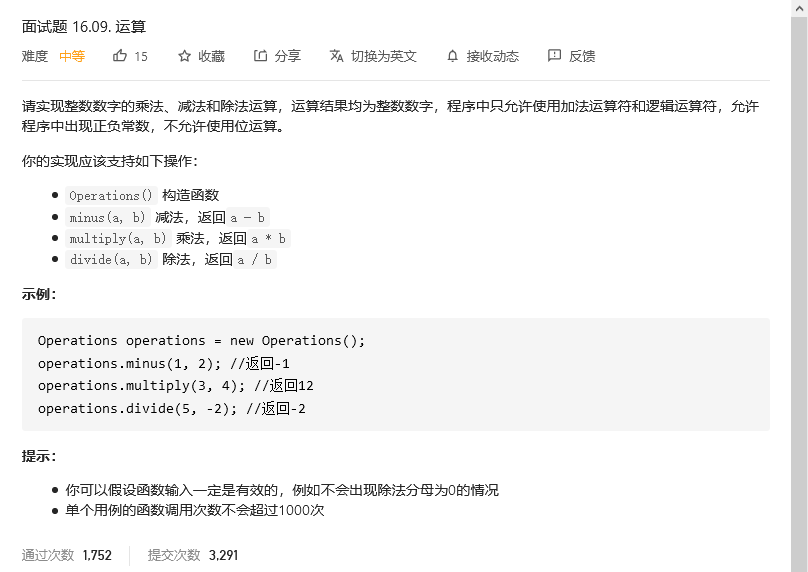 面试题 16.09. 运算
难度 中等 15 收藏 分享 切换为英文 接收动态 反馈
请实现整数数字的乘法、减法和除法运算，运算结果均为整数数字，程序中只允许使用加法运算符和逻辑运算符，允许
程序中出现正负常数，不允许使用位运算。
你的实现应该支持如下操作：
Operations() 构造函数
minus(a, b) 减法，返回 a - b
multiply(a, b) 乘法，返回 a * b
divide(a, b) 除法，返回 a / b
示例：
Operations operations = new Operations();
operations.minus(1, 2); //返回-1
operations.multiply(3, 4); //返回12
operations.divide(5, -2); //返回-2
提示：
你可以假设函数输入一定是有效的，例如不会出现除法分母为0的情况
单个用例的函数调用次数不会超过1000次
通过次数 1,752 提交次数 3,291